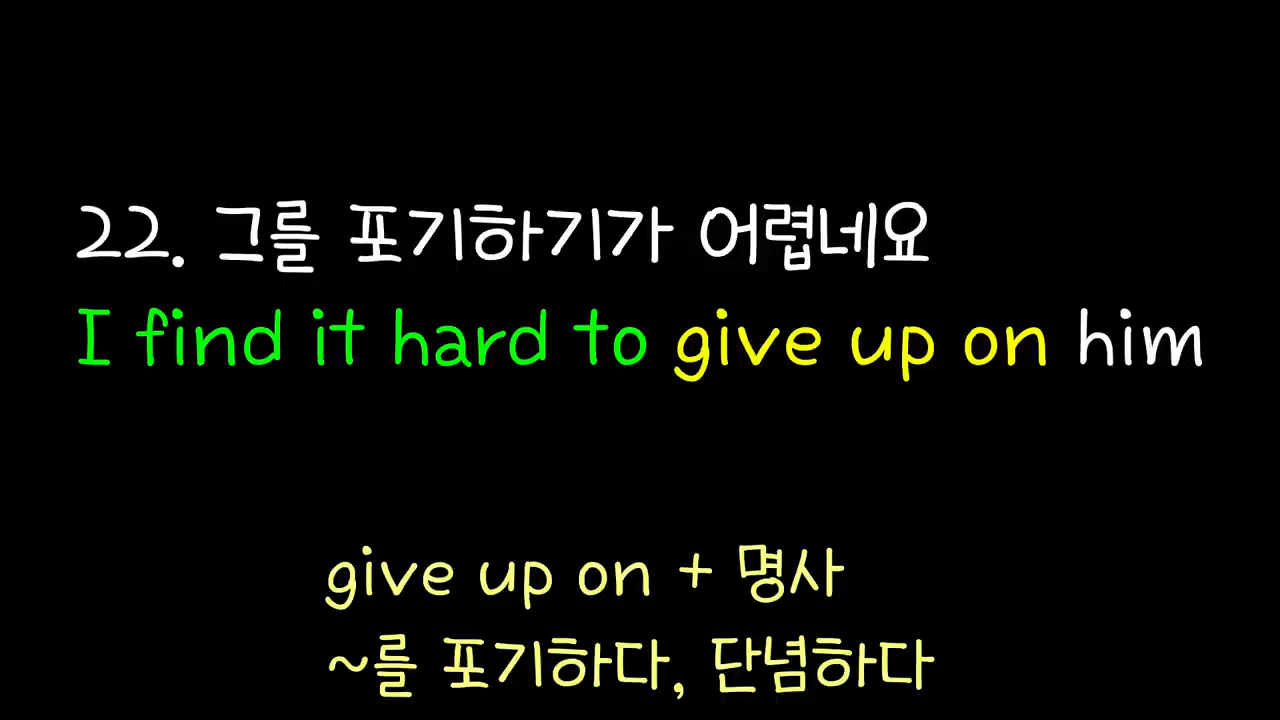 22. 그를 포기하기가 어렵네요
I find it hard to give up on him
give up on + 명사
~를 포기하다, 단념하다